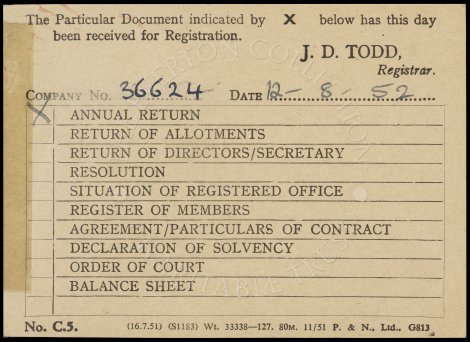 The Particular Document indicated by X below has this day
been received for Registration.
J. D. TODD,
Registrar.
COMPANY No. 36624 DATE 12 - 8 - 52
X ANNUAL RETURN
RETURN OF ALLOTMENTS
RETURN OF DIRECTORS/SECRETARY
RESOLUTION
SITUATION OF REGISTERED OFFICE
REGISTER OF MEMBERS
AGREEMENT/PARTICULARS OF CONTRACT
DECLARATION OF SOLVENCY
ORDER OF COURT
BALANCE SHEET
No. C.5. (16.7.51) (S1183) Wt. 33338—127. 80M. 11/51 P. & N., Ltd., G813